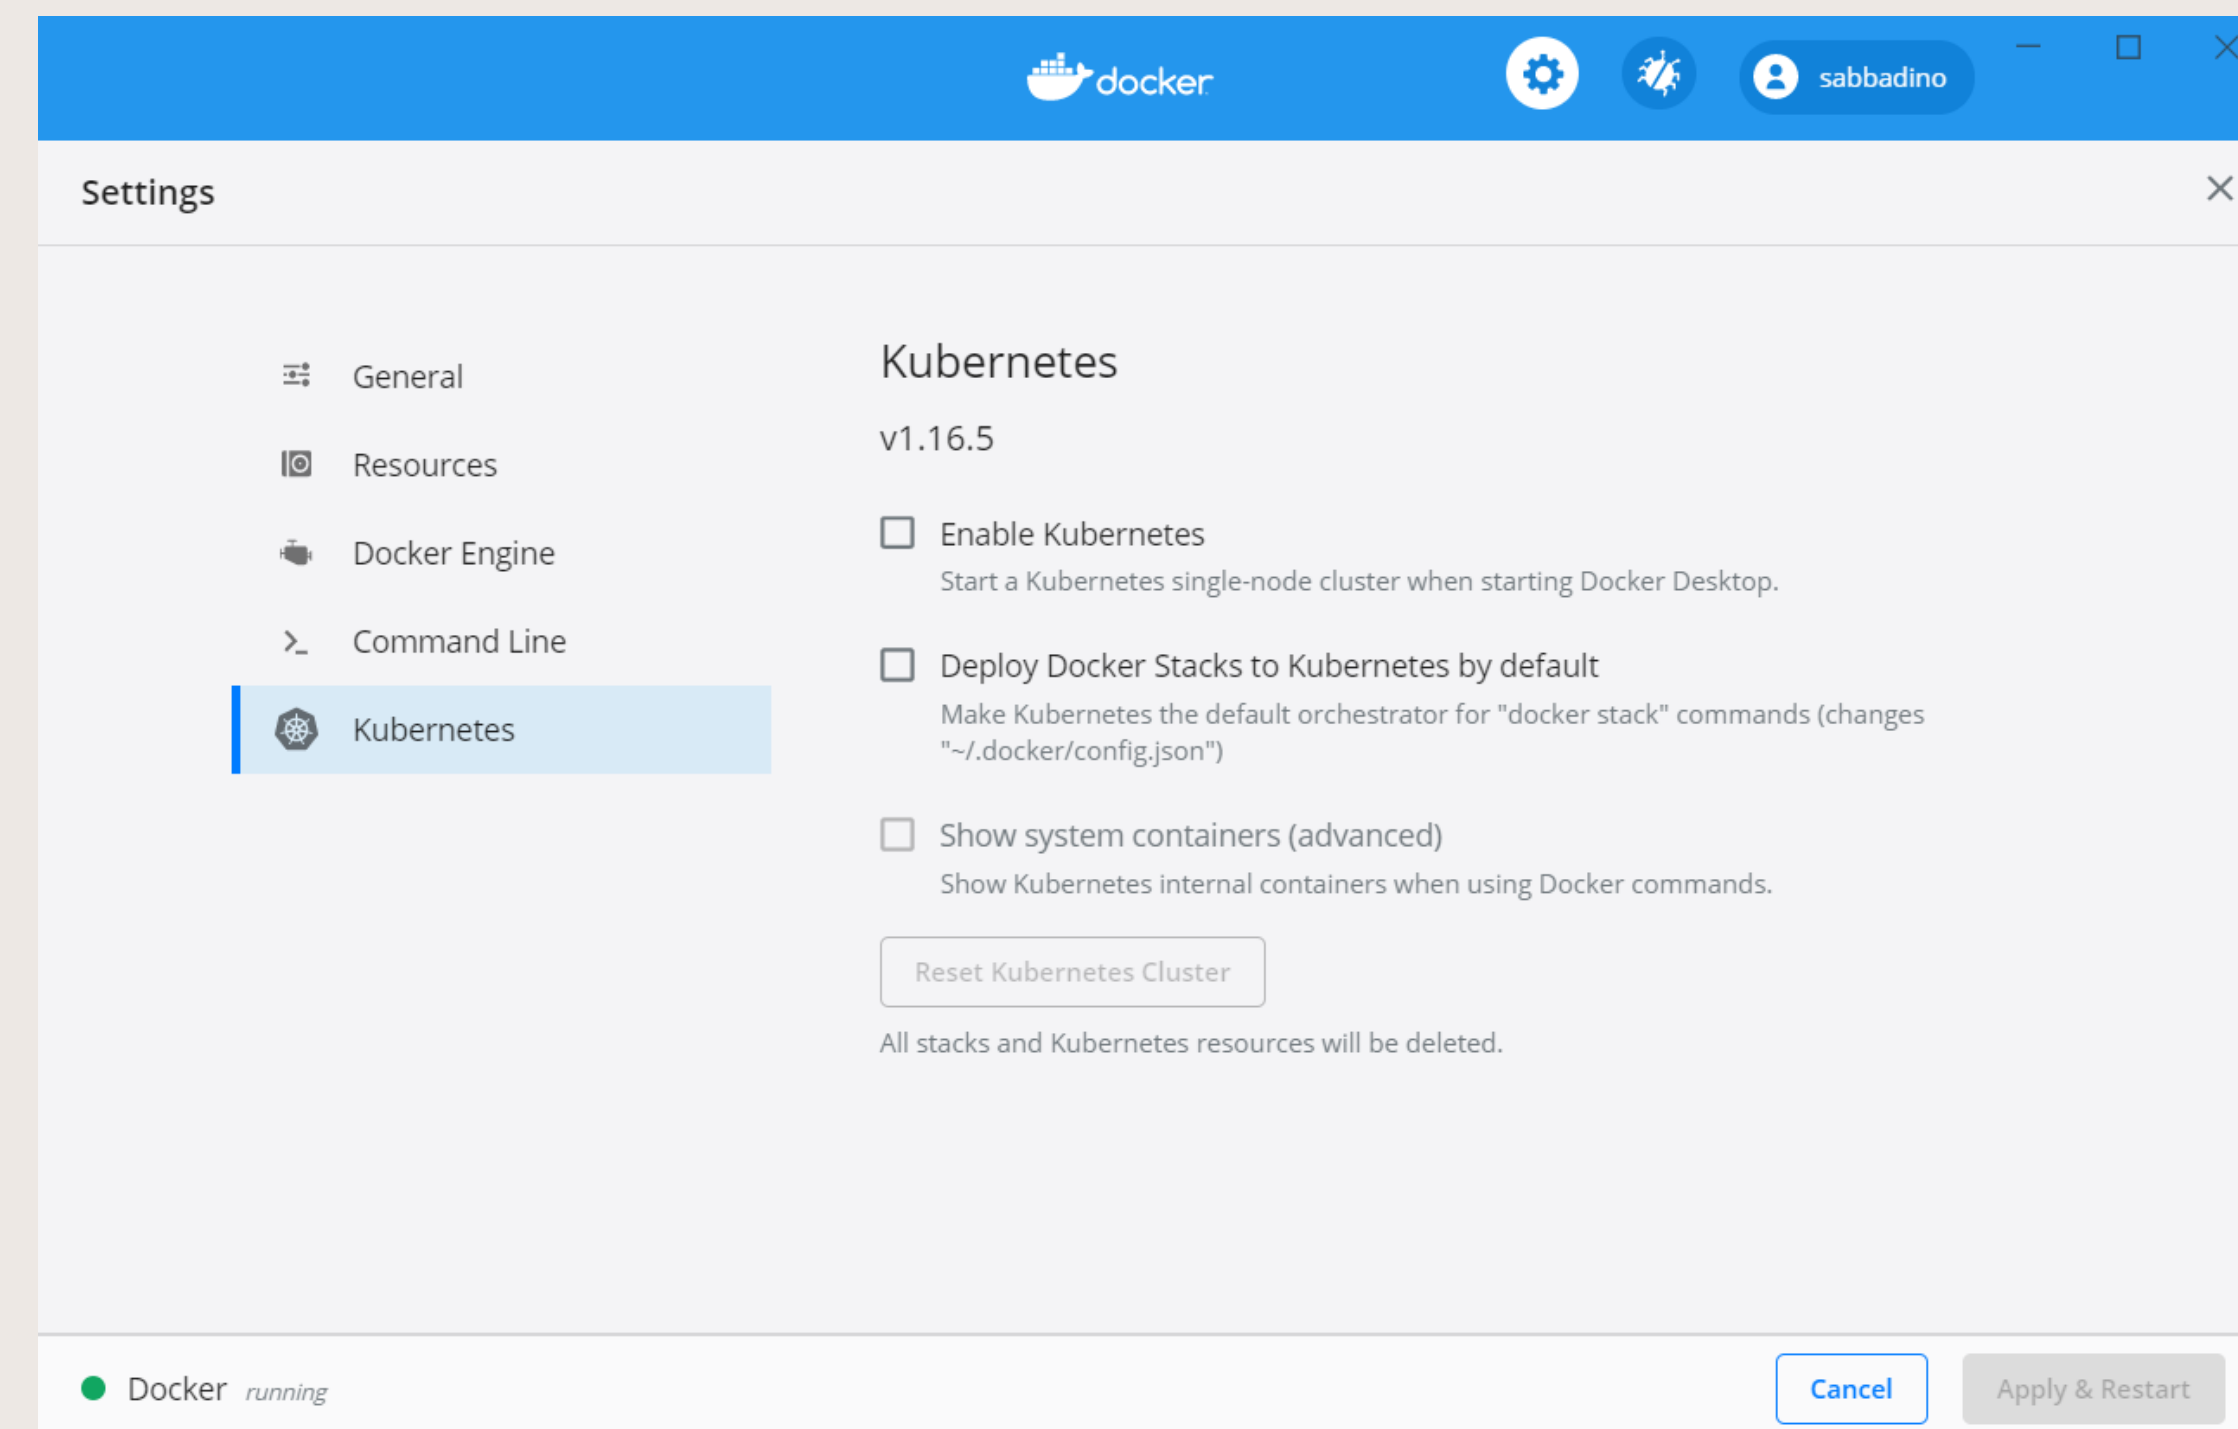 docker
sabbadino
Settings
General
Resources
Docker Engine
Command Line
Kubernetes
Kubernetes
v1.16.5
Enable Kubernetes
Start a Kubernetes single-node cluster when starting Docker Desktop.
Deploy Docker Stacks to Kubernetes by default
Make Kubernetes the default orchestrator for "docker stack" commands (changes
"~/.docker/config.json")
Show system containers (advanced)
Show Kubernetes internal containers when using Docker commands.
Reset Kubernetes Cluster
All stacks and Kubernetes resources will be deleted.
Docker running
Cancel
Apply & Restart